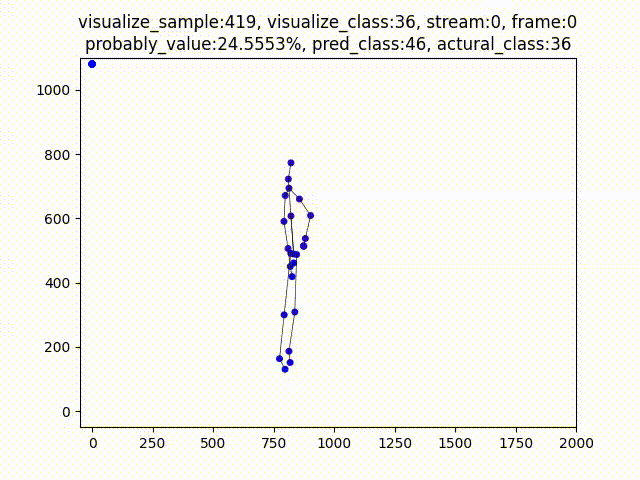 visualize_sample:419, visualize_class:36, stream:0, frame:0
probably_value:24.5553%, pred_class:46, actural_class:36
1000
800
600
400
200
0
0 250 500 750 1000 1250 1500 1750 2000